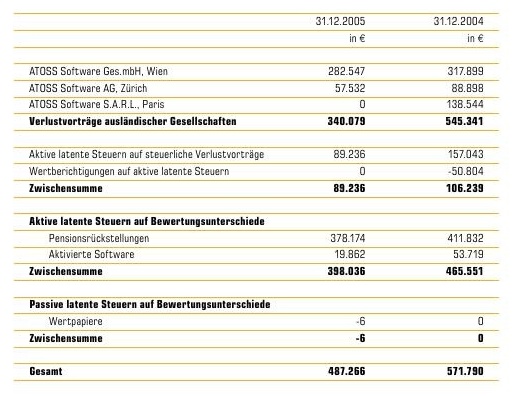 31.12.2005 31.12.2004
in € in €
ATOSS Software Ges.mbH, Wien 282.547 317.899
ATOSS Software AG, Zürich 57.532 88.898
ATOSS Software S.A.R.L., Paris 0 138.544
Verlustvorträge ausländischer Gesellschaften 340.079 545.341
Aktive latente Steuern auf steuerliche Verlustvorträge 89.236 157.043
Wertberichtigungen auf aktive latente Steuern 0 -50.804
Zwischensumme 89.236 106.239
Aktive latente Steuern auf Bewertungsunterschiede
Pensionsrückstellungen 378.174 411.832
Aktivierte Software 19.862 53.719
Zwischensumme 398.036 465.551
Passive latente Steuern auf Bewertungsunterschiede
Wertpapiere -6 0
Zwischensumme -6 0
Gesamt 487.266 571.790